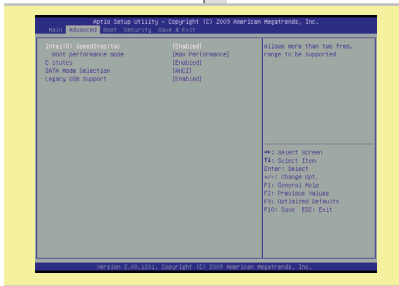 Aptio Setup Utility - Copyright (C) 2009 American Megatrends, Inc.
Main Advanced Boot Security Save & Exit
Intel(R) SpeedStep(tm) [Enabled]
Boot performance mode [Max Performance]
C states [Enabled]
SATA Mode Selection [AHCI]
Legacy USB Support [Enabled]
Allows more than two freq.
range to be supported
↔: Select Screen
↑↓: Select Item
Enter: Select
+/-: Change Opt.
F1: General Help
F2: Previous Values
F9: Optimized Defaults
F10: Save ESC: Exit
Version 2.00.1201. Copyright (C) 2009 American Megatrends, Inc.